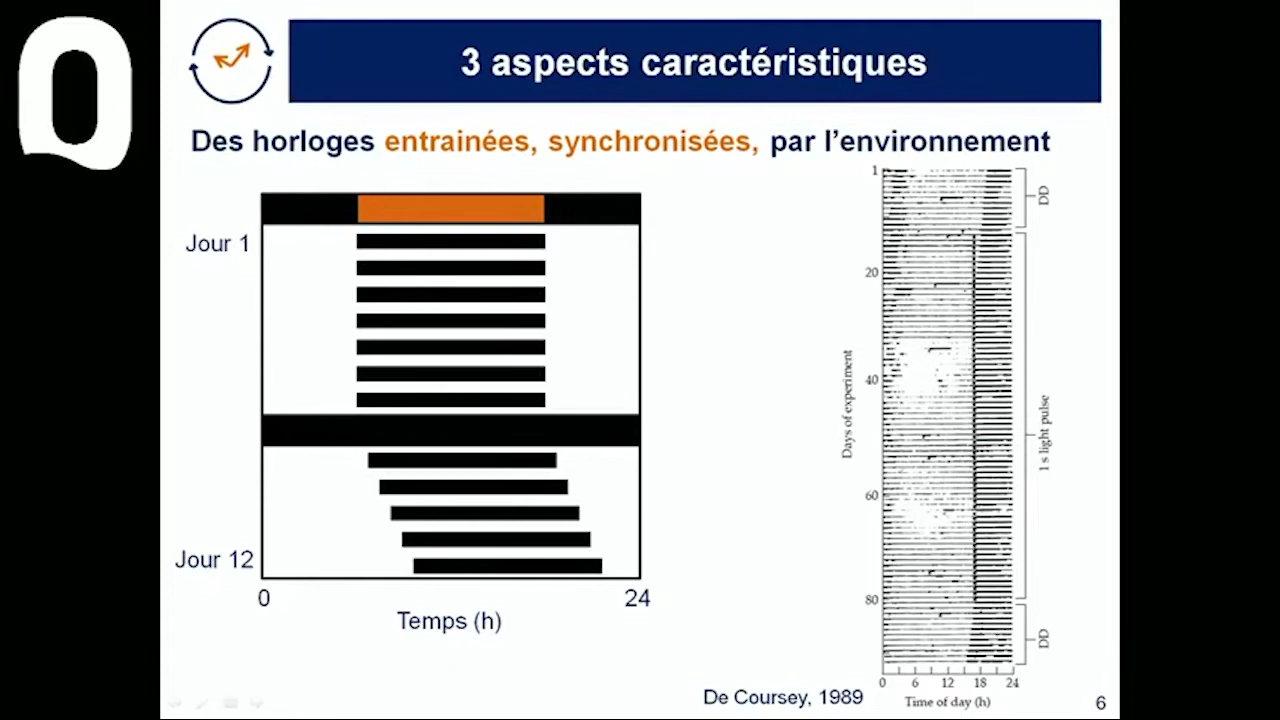 3 aspects caractéristiques
Des horloges entrainées, synchronisées, par l'environnement
Jour 1
Jour 12
0
24
Temps (h)
1
20
40
60
80
Days of experiment
DD
1 s light pulse
DD
0 6 12 18 24
Time of day (h)
De Coursey, 1989
6